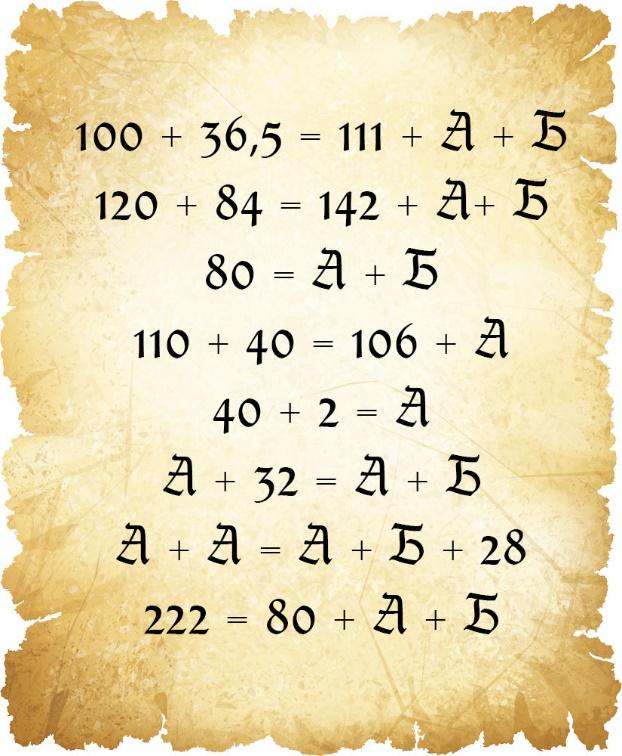 100 + 36,5 = 111 + А + Б
120 + 84 = 142 + А+ Б
80 = А + Б
110 + 40 = 106 + А
40 + 2 = А
А + 32 = А + Б
А + А = А + Б + 28
222 = 80 + А + Б